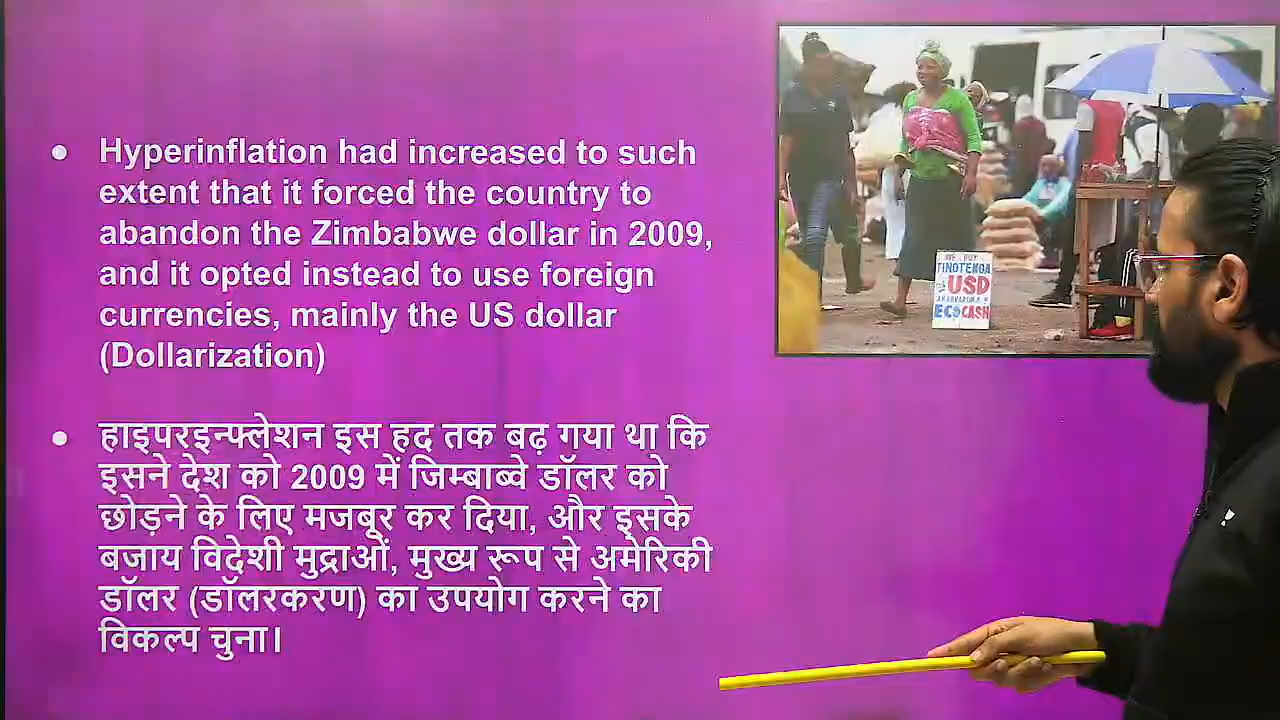 Hyperinflation had increased to such
extent that it forced the country to
abandon the Zimbabwe dollar in 2009,
and it opted instead to use foreign
currencies, mainly the US dollar
(Dollarization)
हाइपरइन्फ्लेशन इस हद तक बढ़ गया था कि
इसने देश को 2009 में जिम्बाब्वे डॉलर को
छोड़ने के लिए मजबूर कर दिया, और इसके
बजाय विदेशी मुद्राओं, मुख्य रूप से अमेरिकी
डॉलर (डॉलरकरण) का उपयोग करने का
विकल्प चुना।
WE BUY
TINOTENGA
USD
ECOCASH